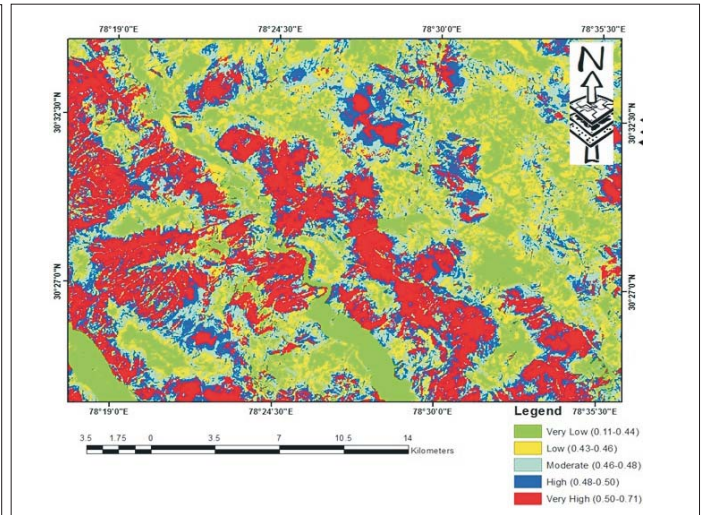 78°19'0"E 78°24'30"E 78°30'0"E 78°35'30"E
N
30°32'30"N 30°32'30"N
30°27'0"N 30°27'0"N
78°19'0"E 78°24'30"E 78°30'0"E 78°35'30"E
Legend
Very Low (0.11-0.44)
Low (0.43-0.46)
Moderate (0.46-0.48)
High (0.48-0.50)
Very High (0.50-0.71)
3.5 1.75 0 3.5 7 10.5 14
Kilometers